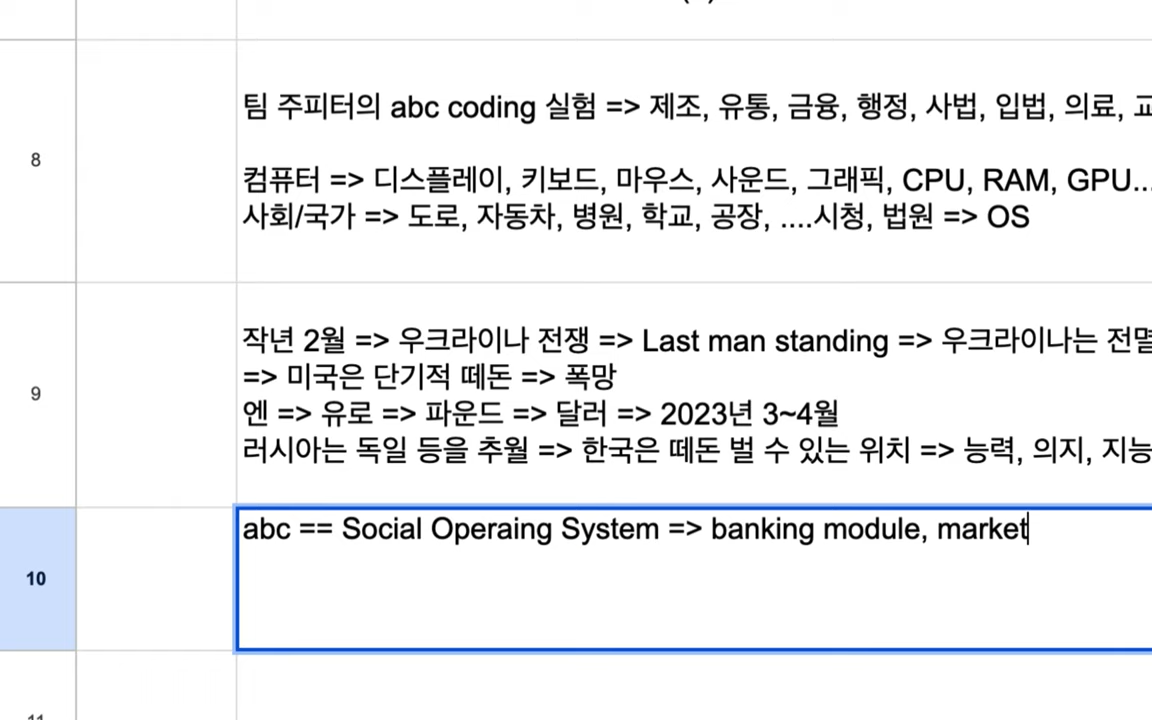 8
팀 주피터의 abc coding 실험 => 제조, 유통, 금융, 행정, 사법, 입법, 의료,
컴퓨터 => 디스플레이, 키보드, 마우스, 사운드, 그래픽, CPU, RAM, GPU...
사회/국가 => 도로, 자동차, 병원, 학교, 공장, ....시청, 법원 => OS
9
작년 2월 => 우크라이나 전쟁 => Last man standing => 우크라이나는 전멸
=> 미국은 단기적 떼돈 => 폭망
엔 => 유로 => 파운드 => 달러 => 2023년 3~4월
러시아는 독일 등을 추월 => 한국은 떼돈 벌 수 있는 위치 => 능력, 의지, 지능
10
abc == Social Operaing System => banking module, market